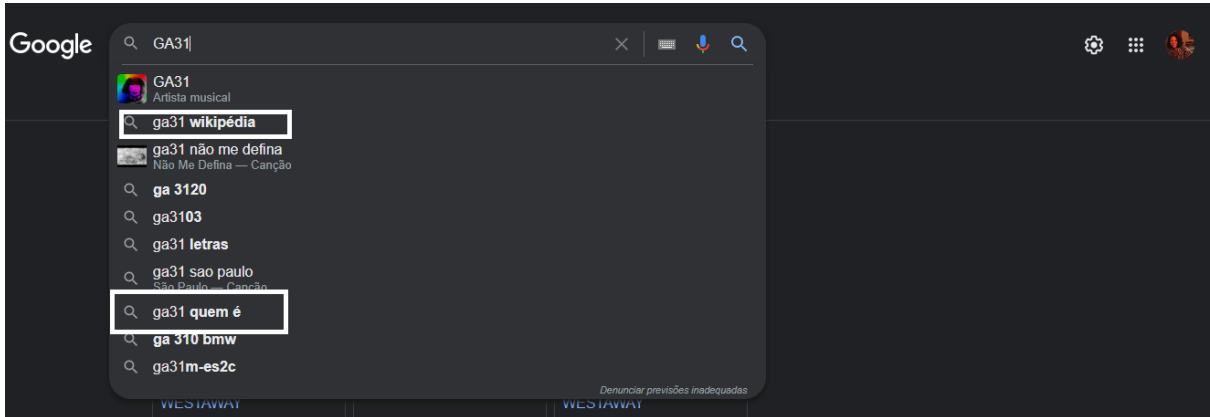 Google
GA31
GA31
Artista musical
ga31 wikipédia
ga31 não me defina
Não Me Defina — Canção
ga 3120
ga3103
ga31 letras
ga31 sao paulo
São Paulo — Canção
ga31 quem é
ga 310 bmw
ga31m-es2c
Denunciar previsões inadequadas
WESTAWAY
WESTAWAY